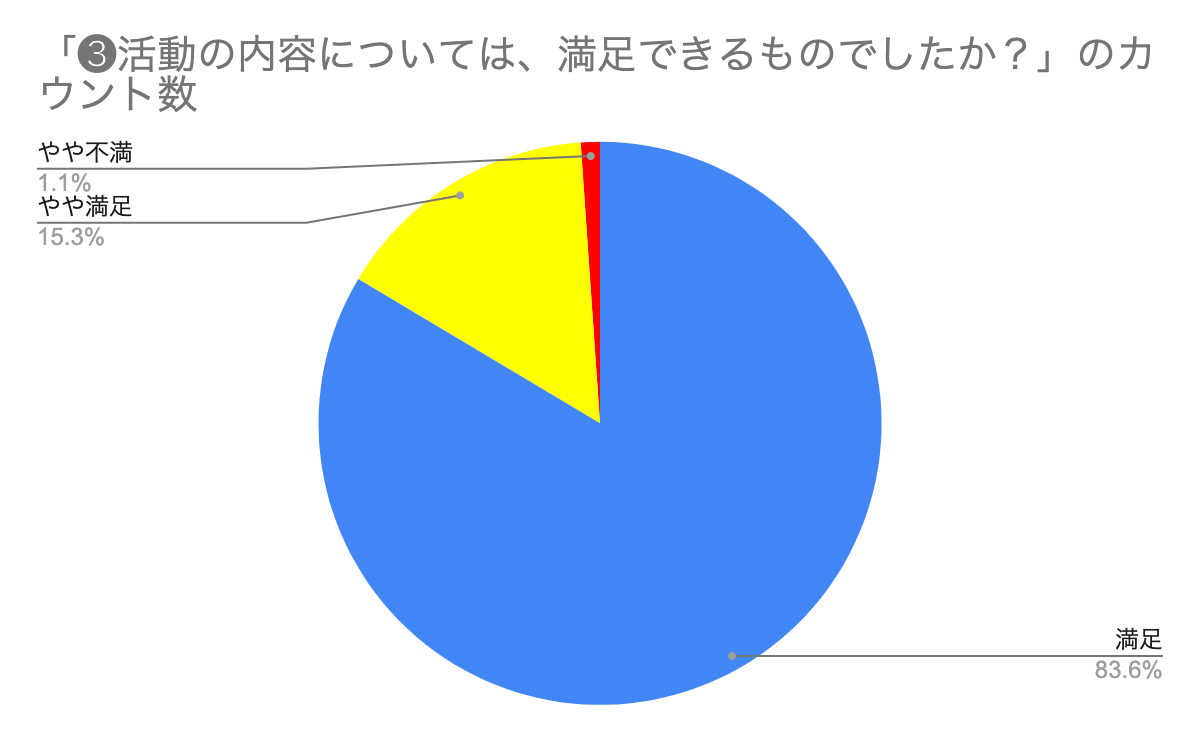 「❸活動の内容については、満足できるものでしたか？」のカ
ウント数
やや不満
1.1%
やや満足
15.3%
満足
83.6%